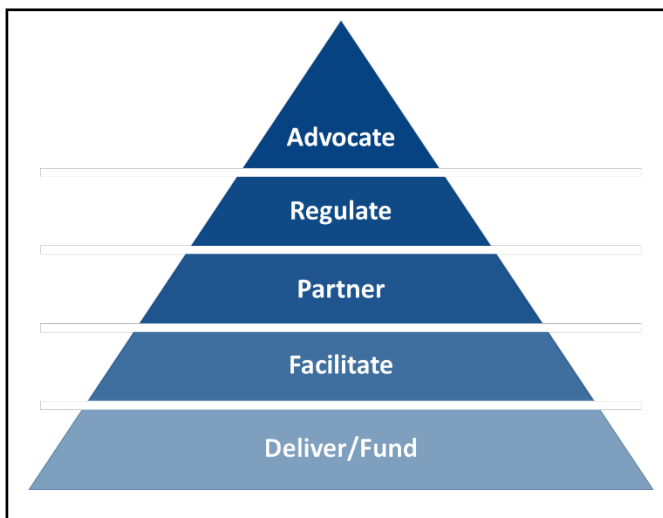 Advocate
Regulate
Partner
Facilitate
Deliver/Fund